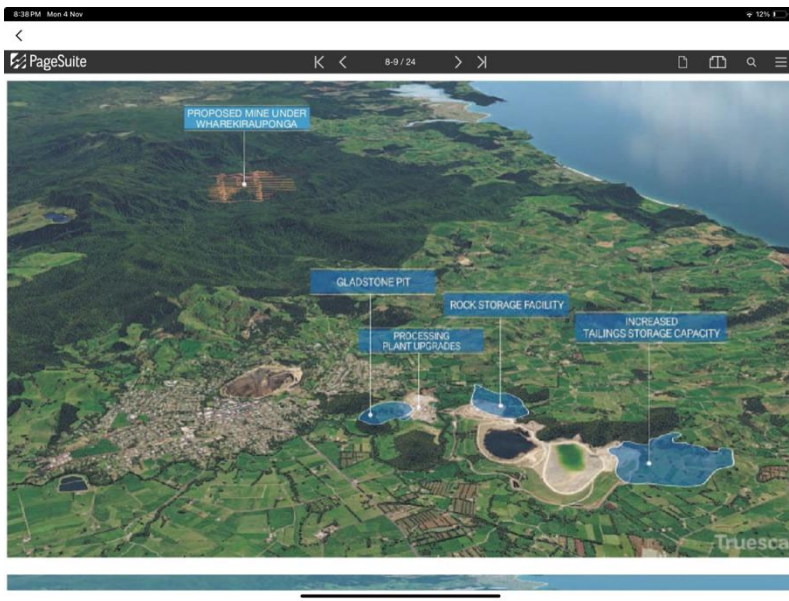 8:38 PM Mon 4 Nov
12%
PageSuite
8-9 / 24
PROPOSED MINE UNDER
WHAREKIRAUPONGA
GLADSTONE PIT
ROCK STORAGE FACILITY
PROCESSING
PLANT UPGRADES
INCREASED
TAILINGS STORAGE CAPACITY
Truesca